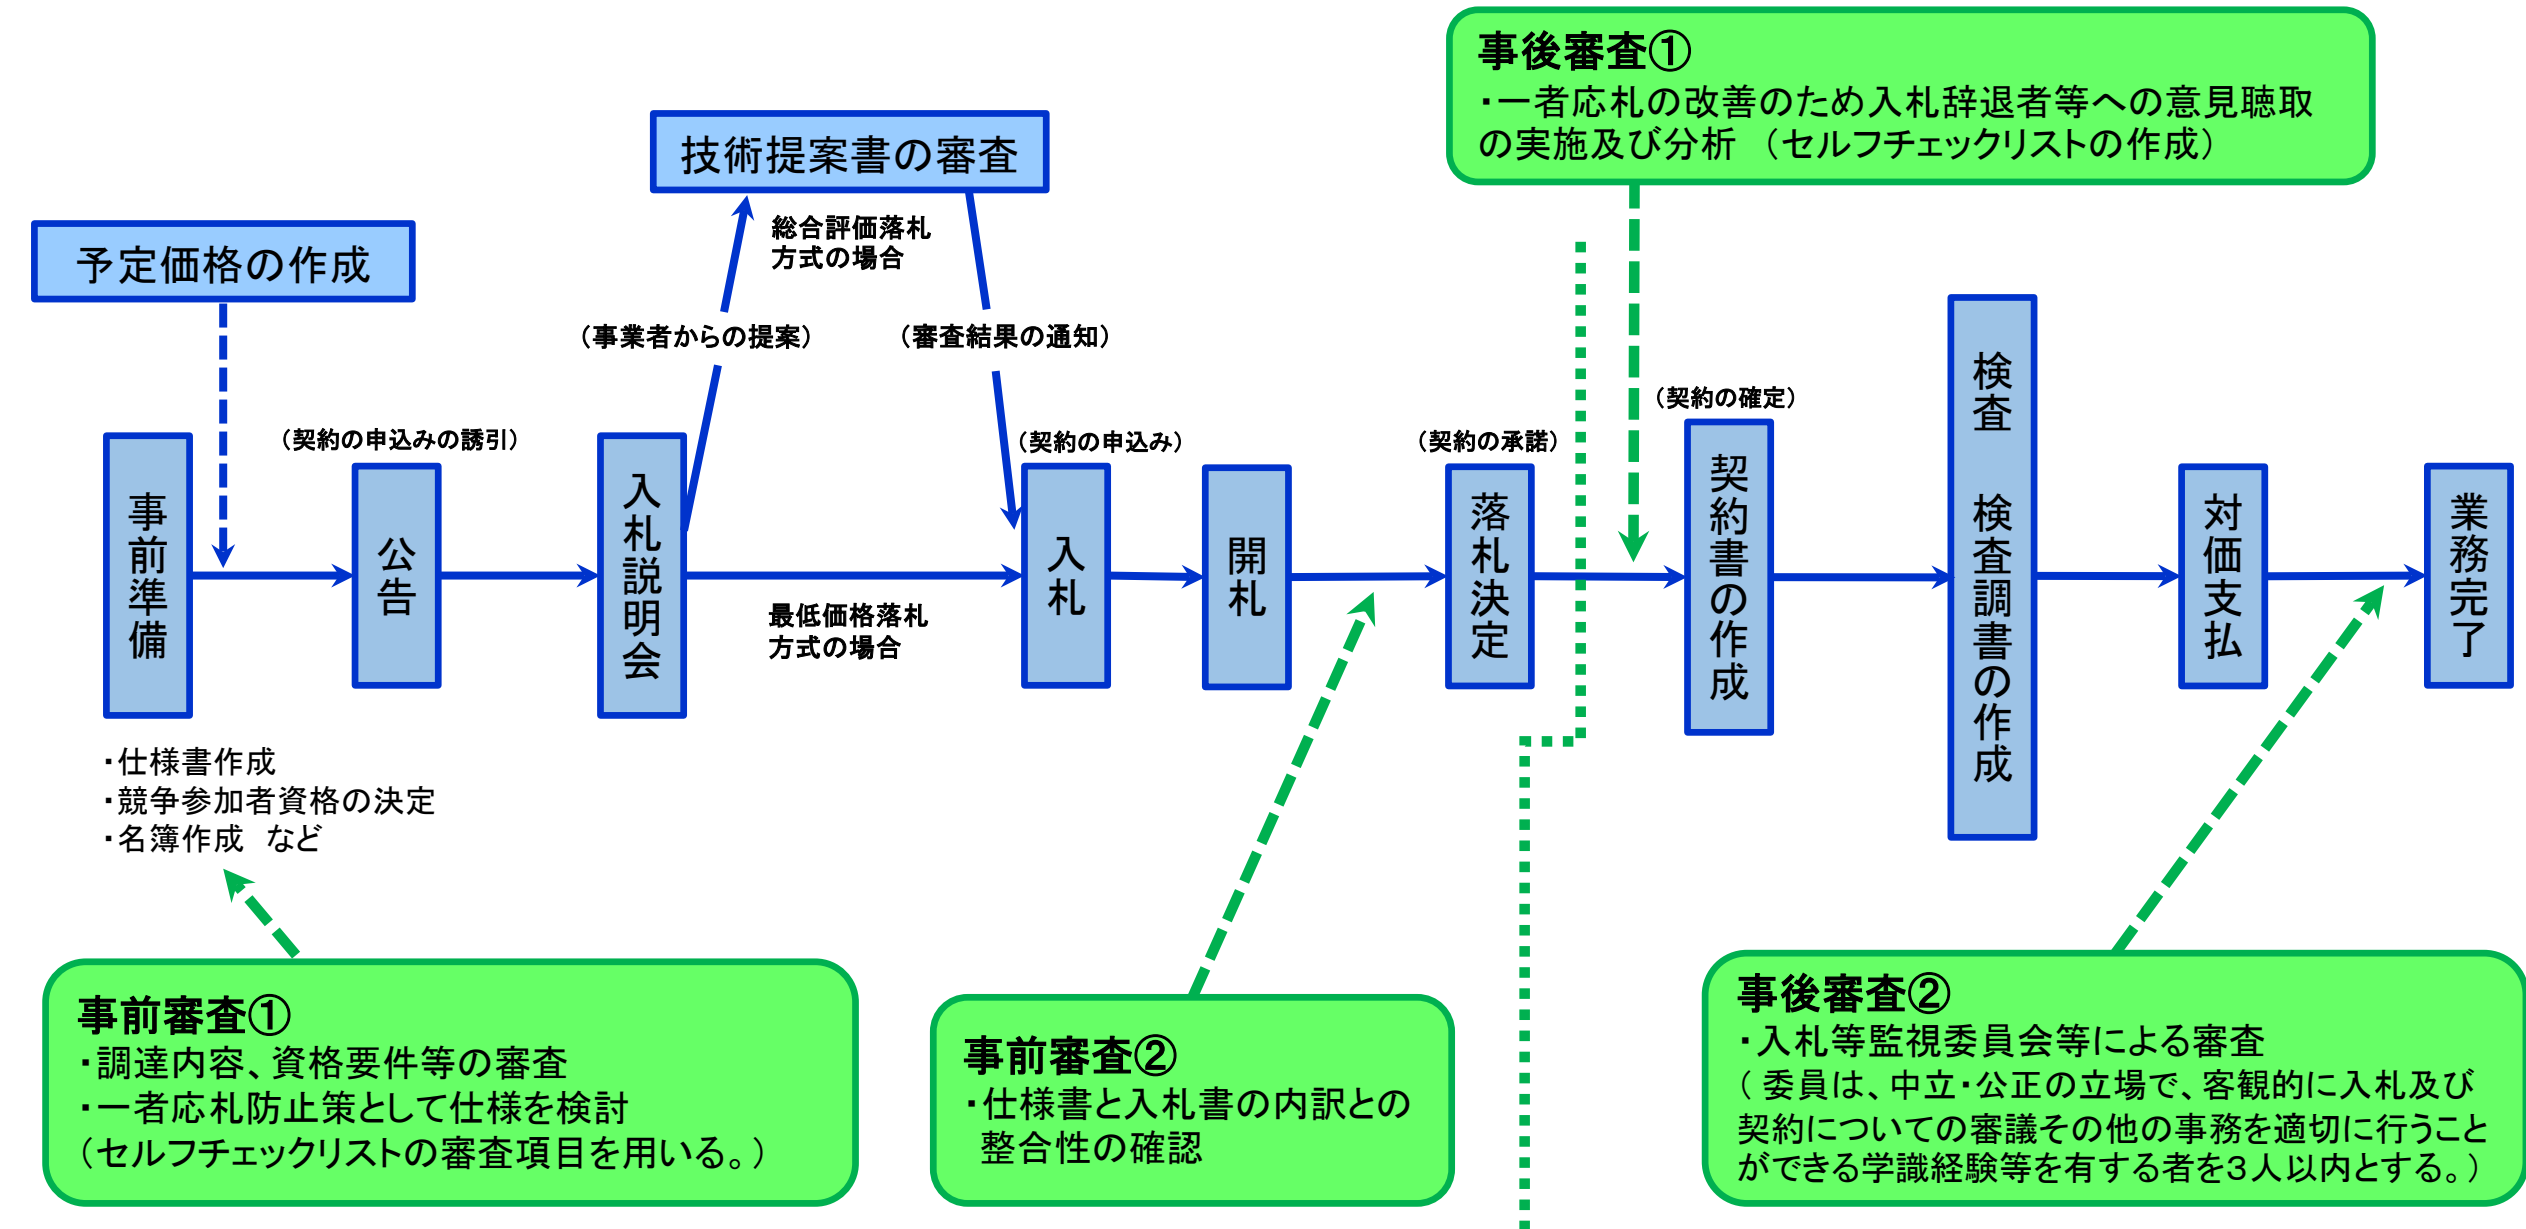 事後審査①
・一者応札の改善のため入札辞退者等への意見聴取
の実施及び分析　（セルフチェックリストの作成）
技術提案書の審査
総合評価落札
方式の場合
予定価格の作成
（事業者からの提案）
（審査結果の通知）
（契約の確定）
（契約の申込みの誘引）
（契約の申込み）
（契約の承諾）
事前準備
公告
入札説明会
入札
開札
落札決定
契約書の作成
検査　検査調書の作成
対価支払
業務完了
最低価格落札
方式の場合
・仕様書作成
・競争参加者資格の決定
・名簿作成　など
事前審査①
・調達内容、資格要件等の審査
・一者応札防止策として仕様を検討
（セルフチェックリストの審査項目を用いる。）
事前審査②
・仕様書と入札書の内訳との
整合性の確認
事後審査②
・入札等監視委員会等による審査
（ 委員は、中立・公正の立場で、客観的に入札及び
契約についての審議その他の事務を適切に行うこと
ができる学識経験等を有する者を３人以内とする。）